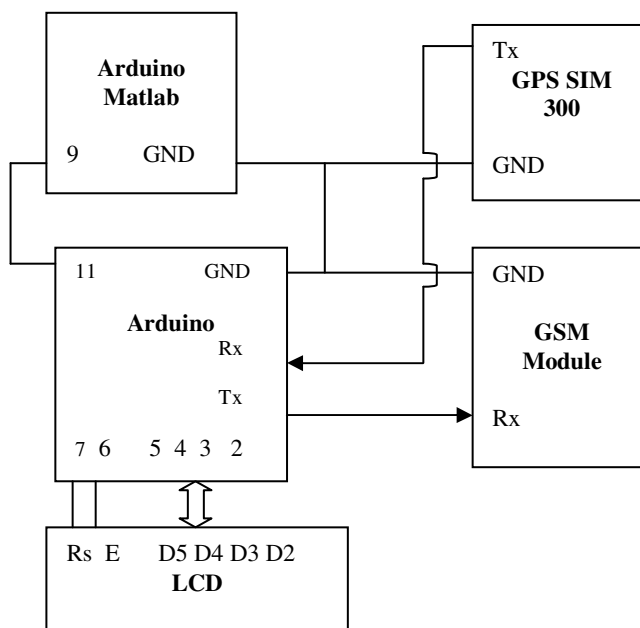 Arduino
Matlab
9 GND
Tx
GPS SIM
300
GND
11 GND
Arduino
Rx
Tx
7 6 5 4 3 2
GND
GSM
Module
Rx
Rs E D5 D4 D3 D2
LCD